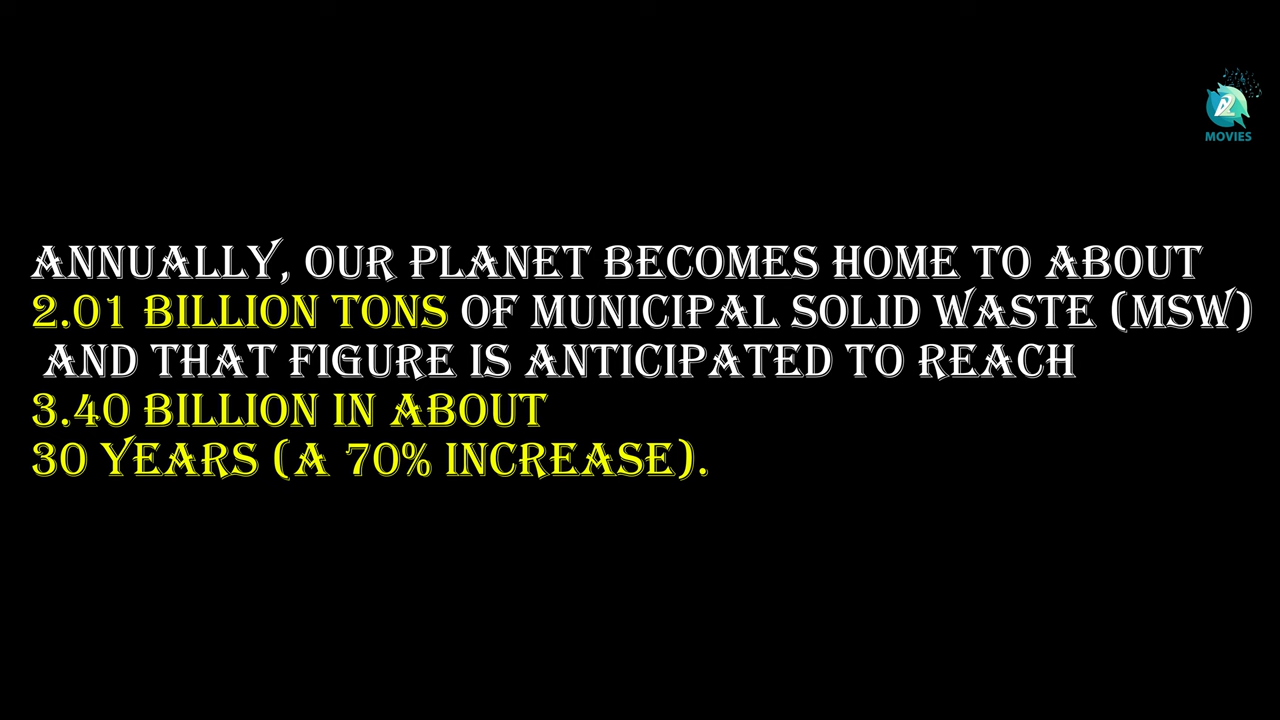 A2
MOVIES
ANNUALLY, OUR PLANET BECOMES HOME TO ABOUT
2.01 BILLION TONS OF MUNICIPAL SOLID WASTE (MSW)
AND THAT FIGURE IS ANTICIPATED TO REACH
3.40 BILLION IN ABOUT
30 YEARS (A 70% INCREASE).